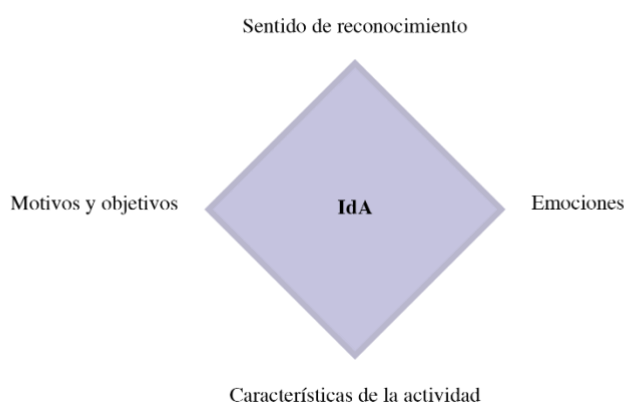 Sentido de reconocimiento
Motivos y objetivos
IdA
Emociones
Características de la actividad